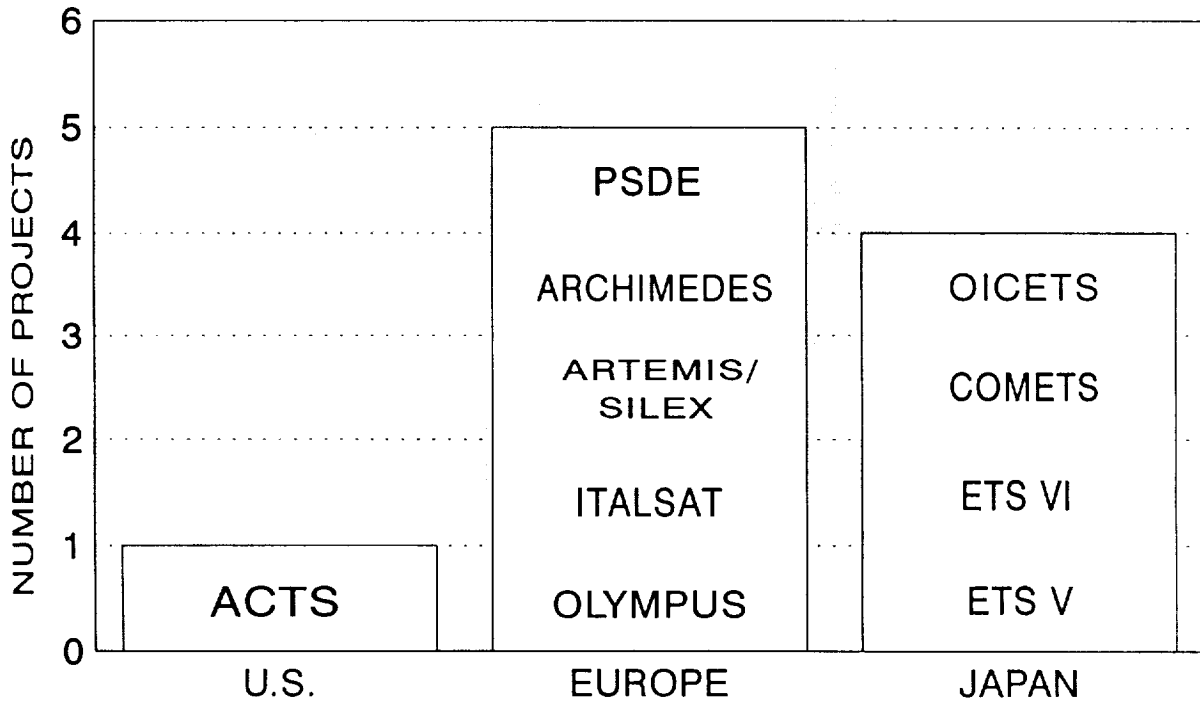 NUMBER OF PROJECTS
6
5
4
3
2
1
0
ACTS
PSDE
ARCHIMEDES
ARTEMIS/
SILEX
ITALSAT
OLYMPUS
OICETS
COMETS
ETS VI
ETS V
U.S.
EUROPE
JAPAN